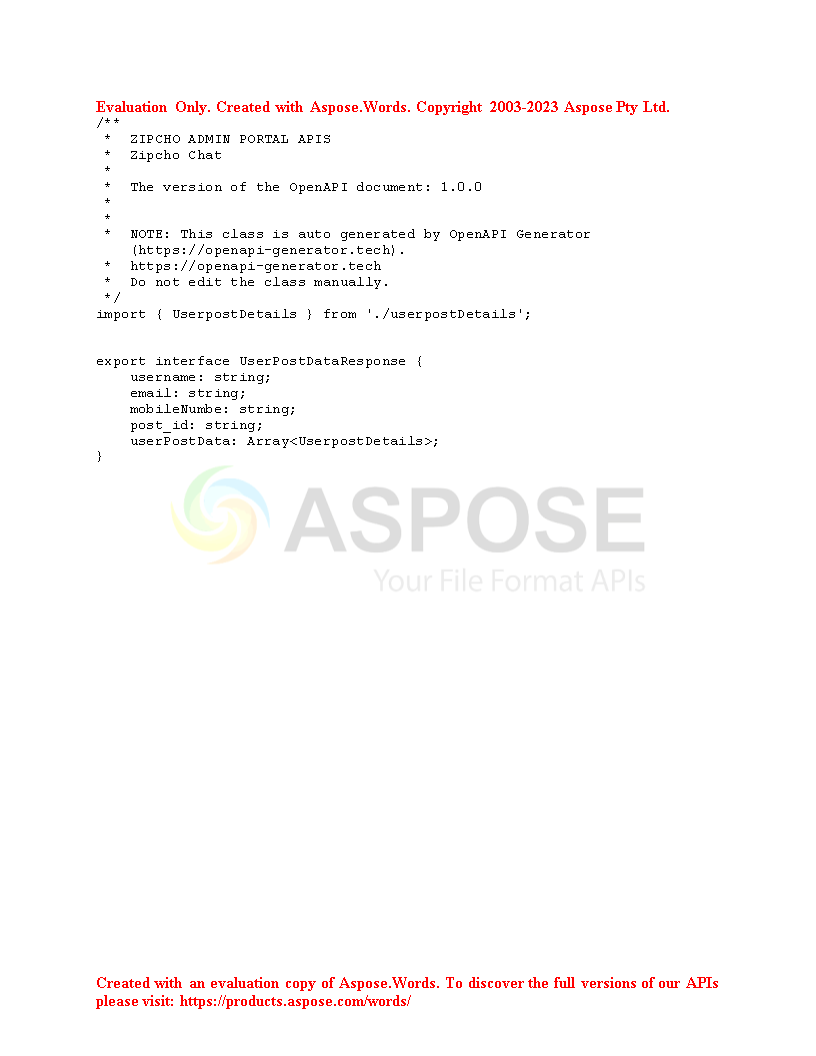 Evaluation Only. Created with Aspose.Words. Copyright 2003-2023 Aspose Pty Ltd.
/**
 *  ZIPCHO ADMIN PORTAL APIS
 *  Zipcho Chat
 *
 *  The version of the OpenAPI document: 1.0.0
 *
 *
 *  NOTE: This class is auto generated by OpenAPI Generator
    (https://openapi-generator.tech).
 *  https://openapi-generator.tech
 *  Do not edit the class manually.
 */
import { UserpostDetails } from './userpostDetails';
export interface UserPostDataResponse {
    username: string;
    email: string;
    mobileNumbe: string;
    post_id: string;
    userPostData: Array<UserpostDetails>;
}
ASPOSE
Your File Format APIs
Created with an evaluation copy of Aspose.Words. To discover the full versions of our APIs
please visit: https://products.aspose.com/words/